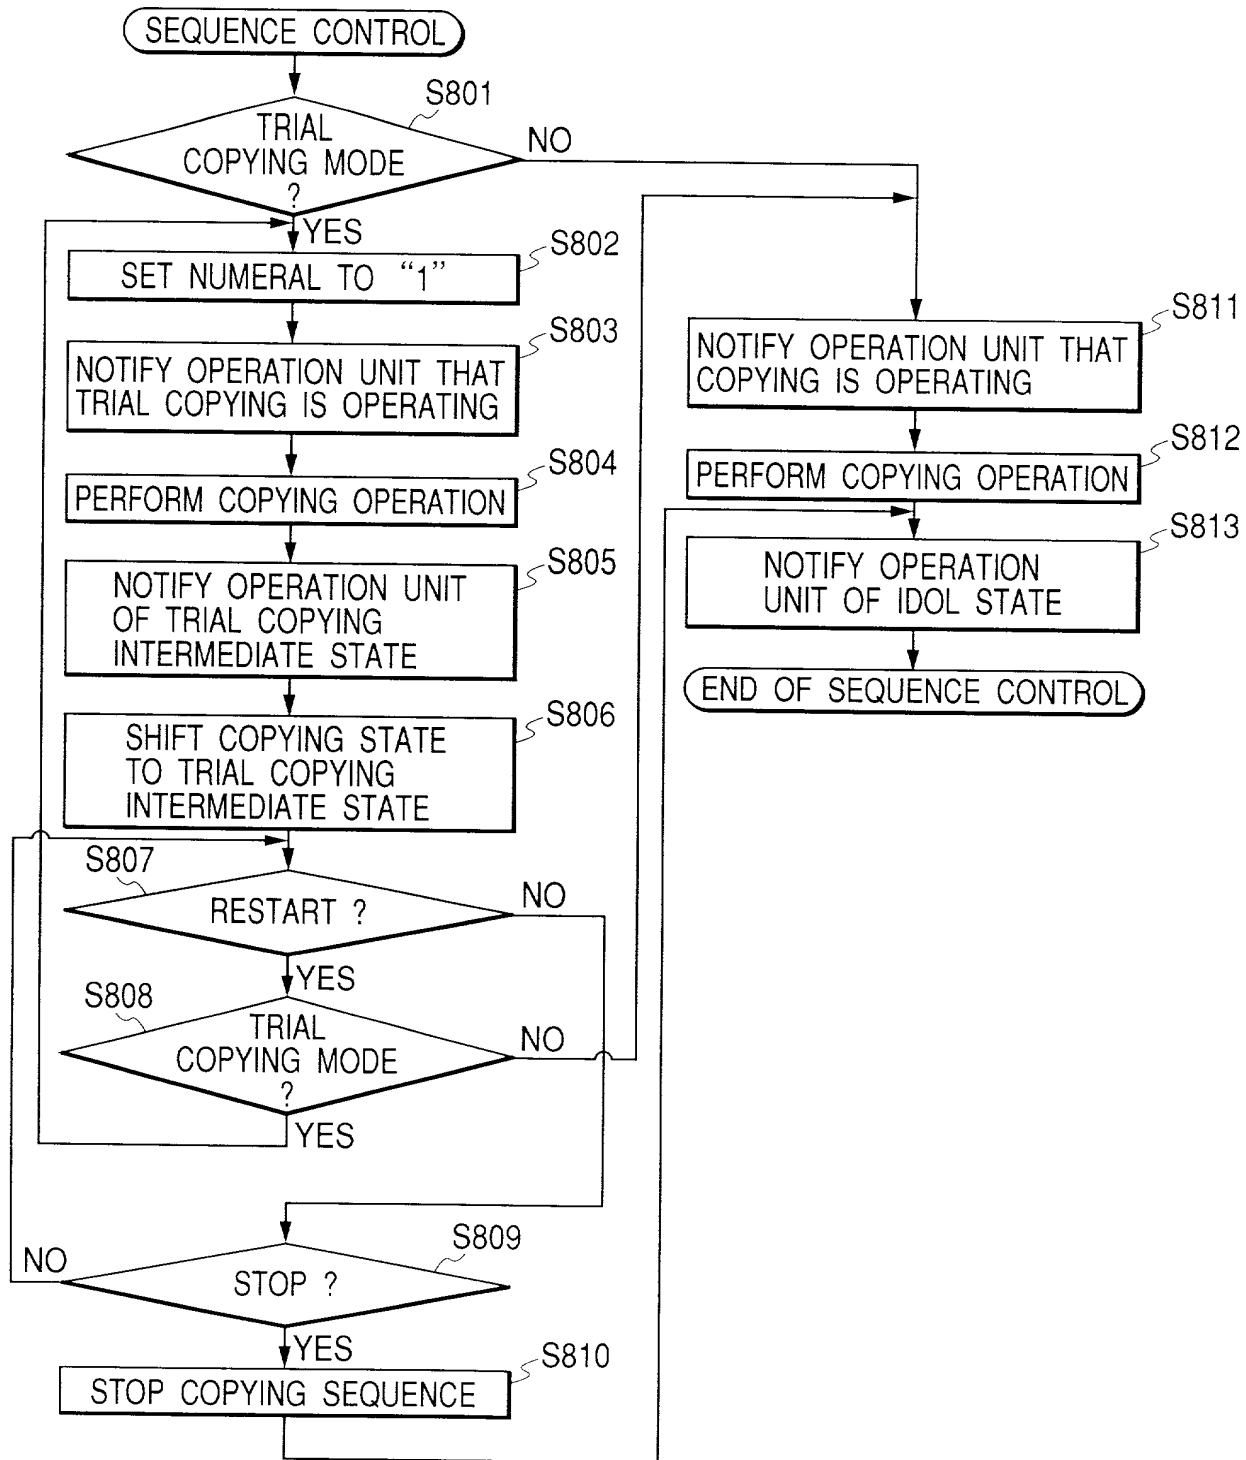 SEQUENCE CONTROL
S801
TRIAL
COPYING MODE
?
NO
YES
S802
SET NUMERAL TO “1”
S803
NOTIFY OPERATION UNIT THAT
TRIAL COPYING IS OPERATING
S804
PERFORM COPYING OPERATION
S805
NOTIFY OPERATION UNIT
OF TRIAL COPYING
INTERMEDIATE STATE
S806
SHIFT COPYING STATE
TO TRIAL COPYING
INTERMEDIATE STATE
S807
RESTART ?
NO
YES
S808
TRIAL
COPYING MODE
?
NO
YES
S809
STOP ?
NO
YES
S810
STOP COPYING SEQUENCE
S811
NOTIFY OPERATION UNIT THAT
COPYING IS OPERATING
S812
PERFORM COPYING OPERATION
S813
NOTIFY OPERATION
UNIT OF IDOL STATE
END OF SEQUENCE CONTROL